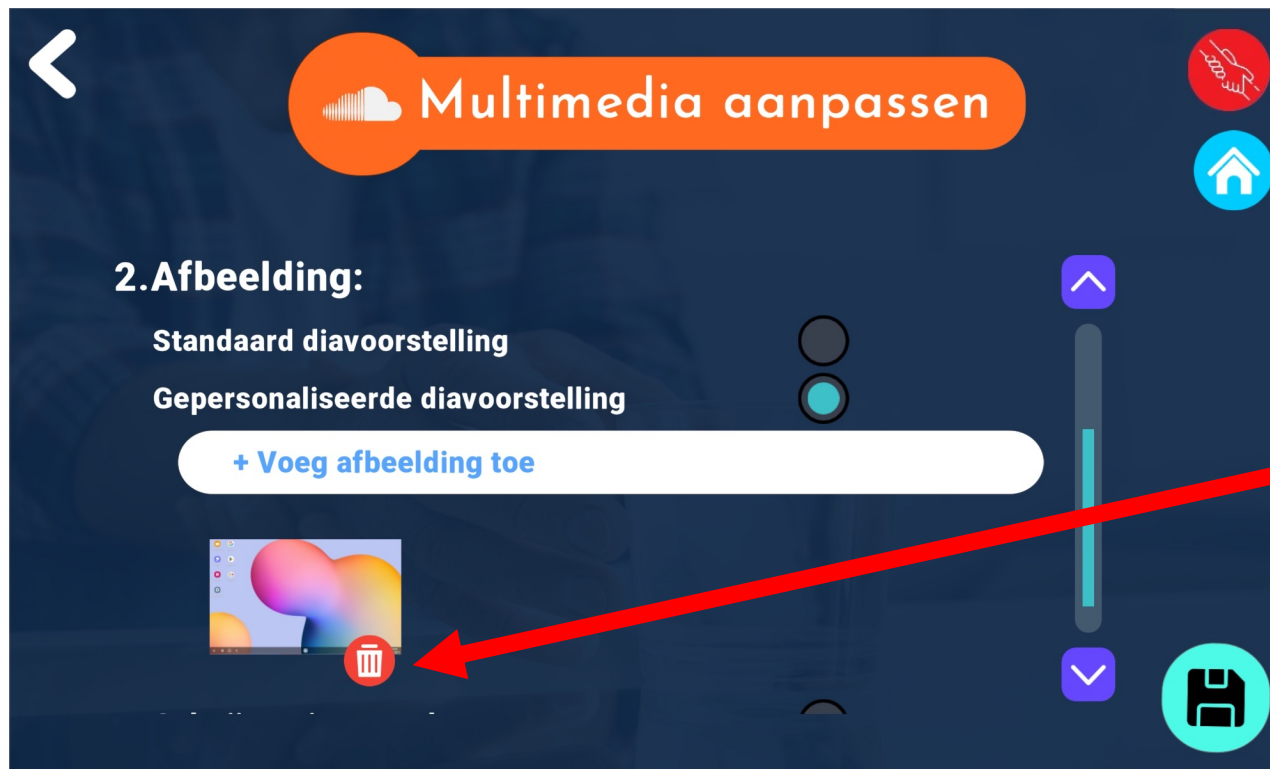 Multimedia aanpassen
2.Afbeelding:
Standaard diavoorstelling
Gepersonaliseerde diavoorstelling
+ Voeg afbeelding toe